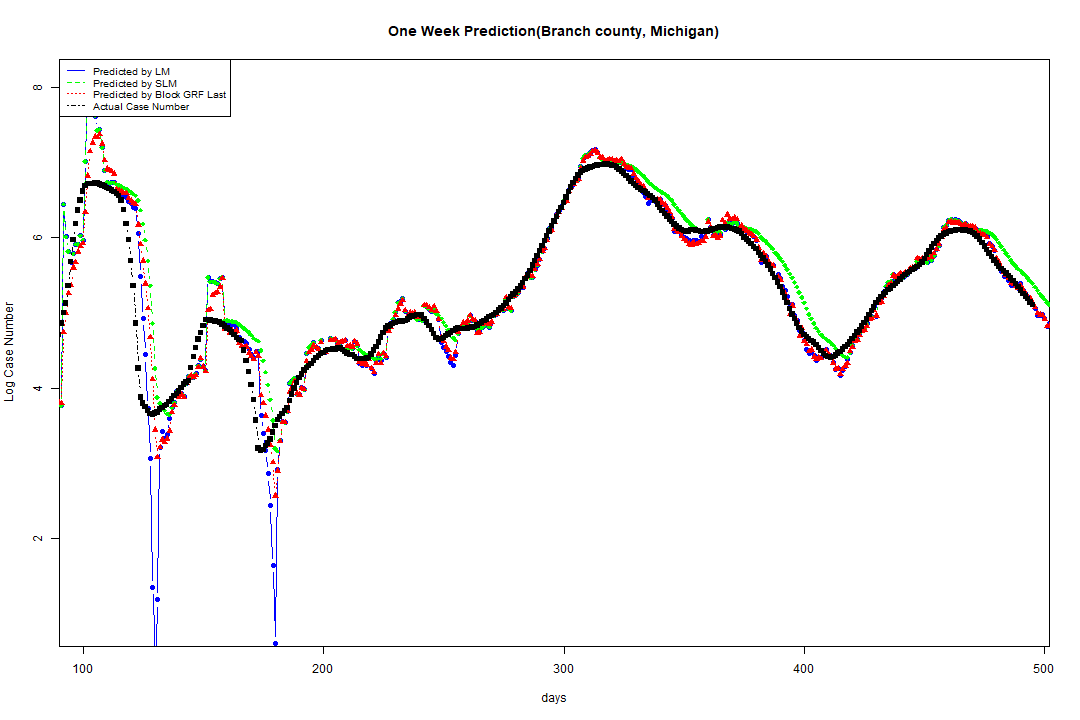 One Week Prediction(Branch county, Michigan)
Predicted by LM
Predicted by SLM
Predicted by Block GRF Last
Actual Case Number
Log Case Number
8
6
4
2
100 200 300 400 500
days